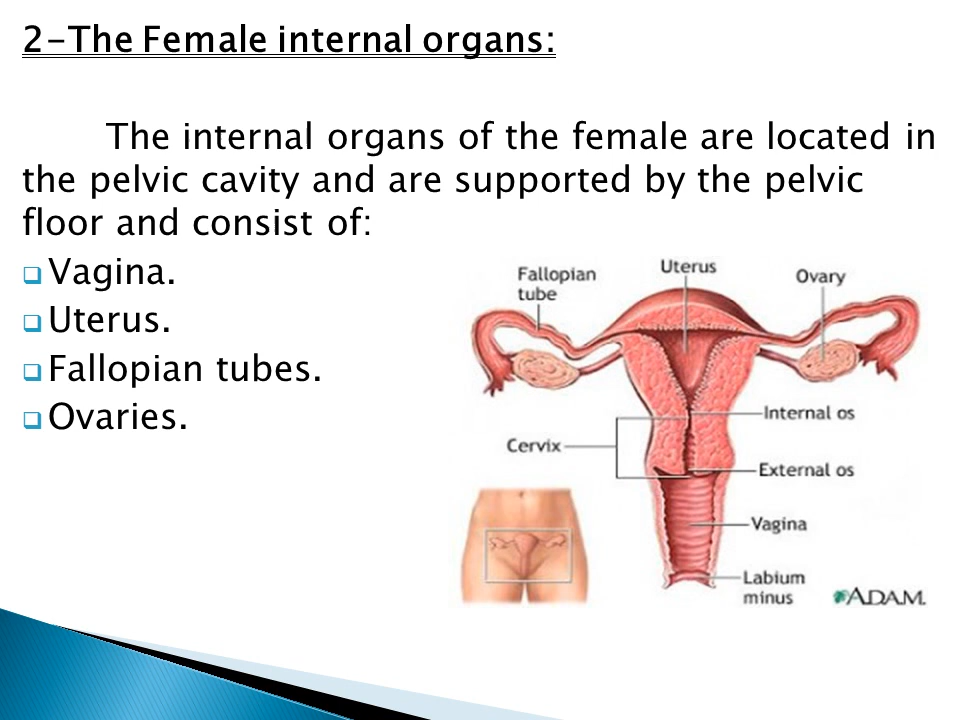 2-The Female internal organs:
The internal organs of the female are located in
the pelvic cavity and are supported by the pelvic
floor and consist of:
Vagina.
Uterus.
Fallopian tubes.
Ovaries.
Fallopian
tube
Uterus
Ovary
Internal os
Cervix
External os
Vagina
Labium
minus
ADAM.